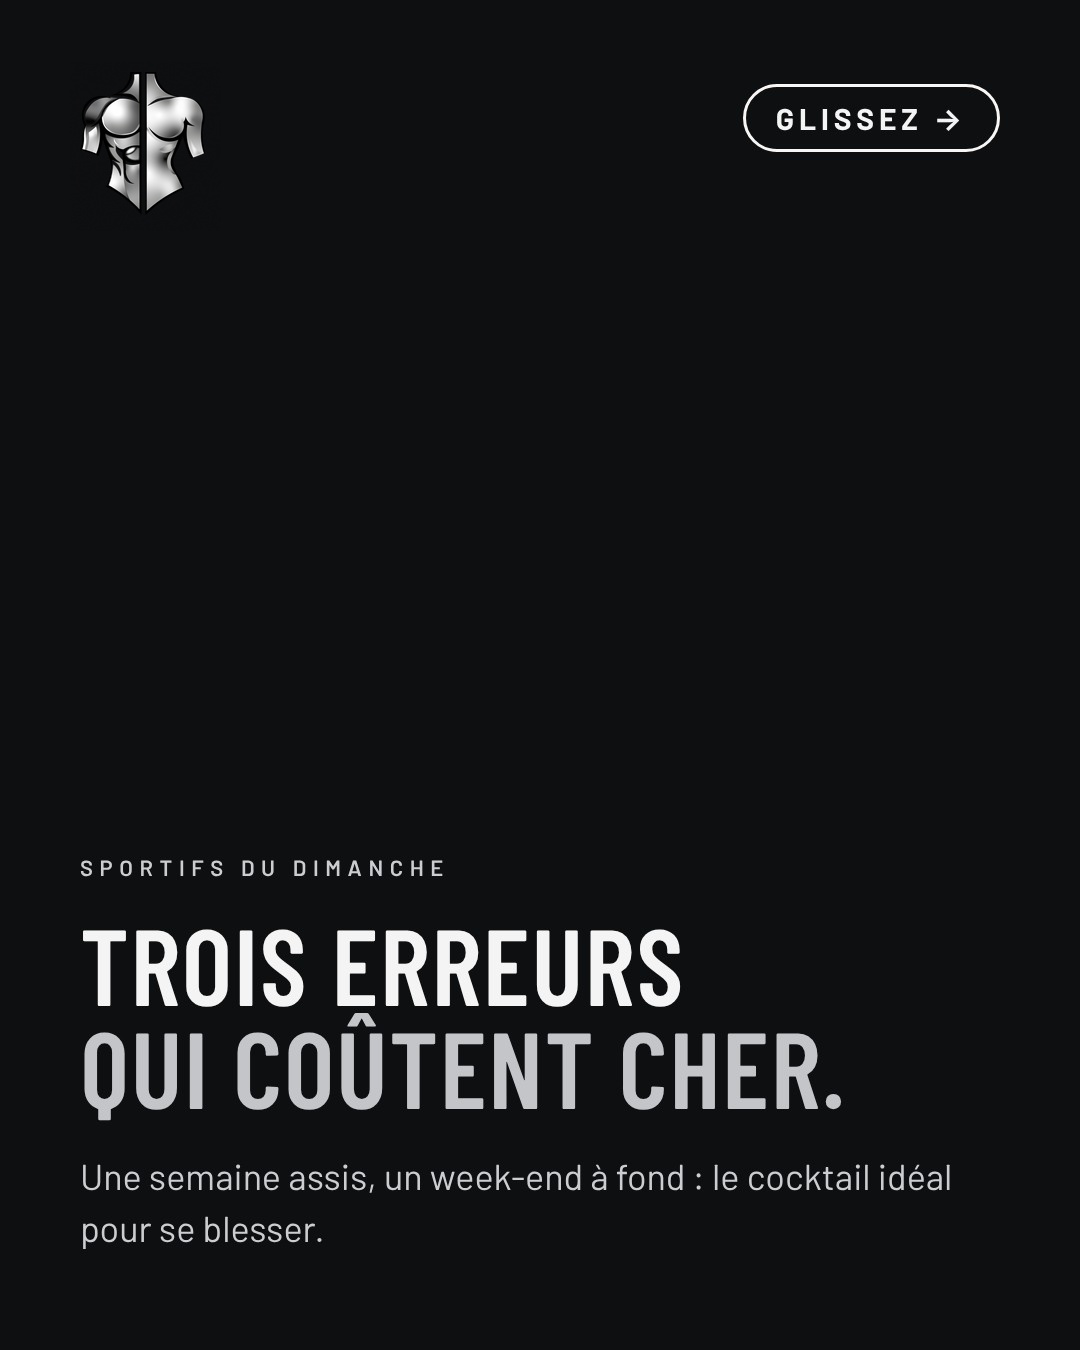 GLISSEZ →
SPORTIFS DU DIMANCHE
TROIS ERREURS
QUI COÛTENT CHER.
Une semaine assis, un week-end à fond : le cocktail idéal
pour se blesser.